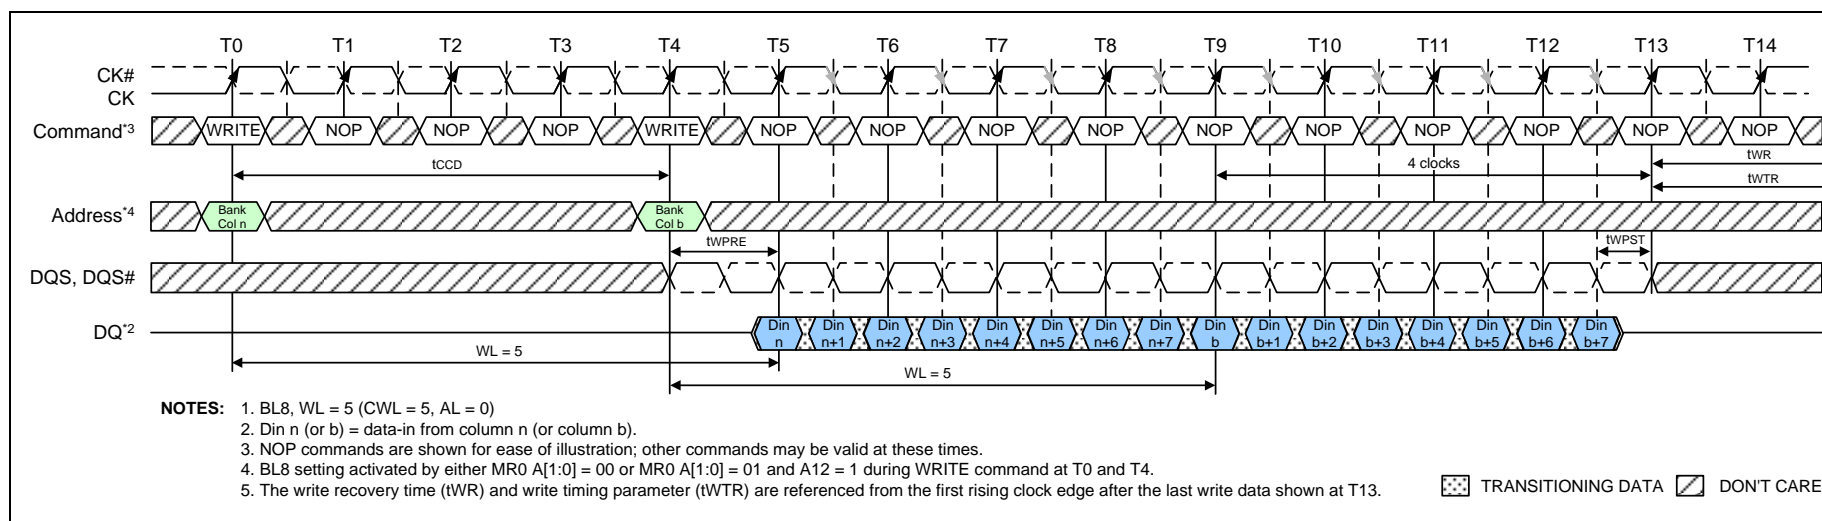 T0 T1 T2 T3 T4 T5 T6 T7 T8 T9 T10 T11 T12 T13 T14
CK#
CK
Command*3 WRITE NOP NOP NOP WRITE NOP NOP NOP NOP NOP NOP NOP NOP NOP NOP
tCCD 4 clocks tWR
tWTR
Address*4 Bank Col n Bank Col b
tWPRE tWPST
DQS, DQS#
DQ*2 Din n Din n+1 Din n+2 Din n+3 Din n+4 Din n+5 Din n+6 Din n+7 Din b Din b+1 Din b+2 Din b+3 Din b+4 Din b+5 Din b+6 Din b+7
WL = 5
WL = 5
NOTES: 1. BL8, WL = 5 (CWL = 5, AL = 0)
2. Din n (or b) = data-in from column n (or column b).
3. NOP commands are shown for ease of illustration; other commands may be valid at these times.
4. BL8 setting activated by either MR0 A[1:0] = 00 or MR0 A[1:0] = 01 and A12 = 1 during WRITE command at T0 and T4.
5. The write recovery time (tWR) and write timing parameter (tWTR) are referenced from the first rising clock edge after the last write data shown at T13.
TRANSITIONING DATA DON'T CARE